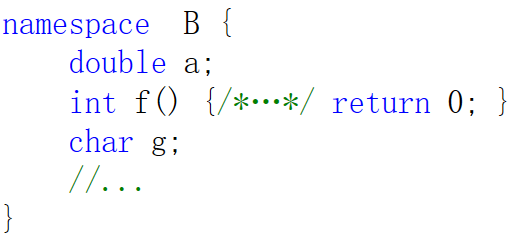 namespace  B {
    double a;
    int f() {/*…*/ return 0; }
    char g;
    //...
}